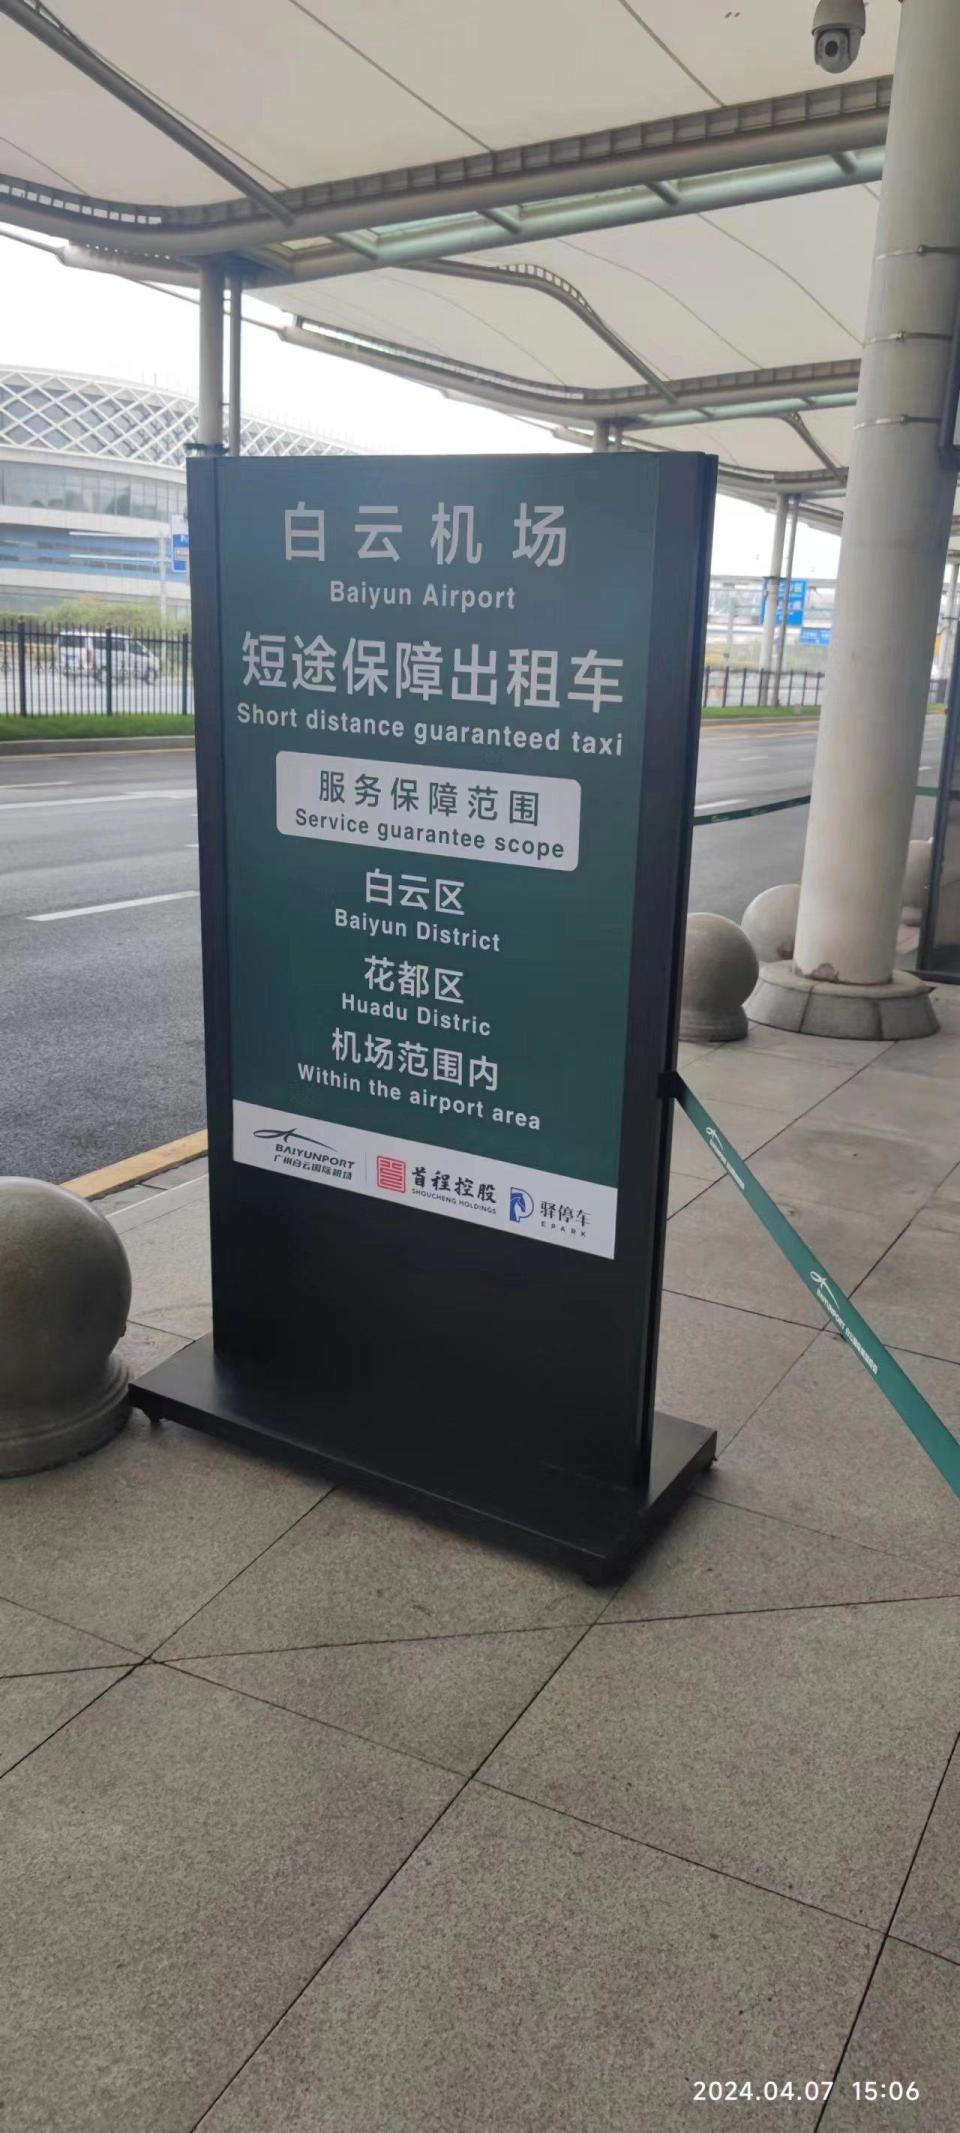 白云机场
Baiyun Airport
短途保障出租车
Short distance guaranteed taxi
服务保障范围
Service guarantee scope
白云区
Baiyun District
花都区
Huadu Distric
机场范围内
Within the airport area
BAIYUNPORT
广州白云国际机场
首程控股
SHOUCHENG HOLDINGS
驿停车
EPARK
BAIYUNPORT
2024.04.07 15:06